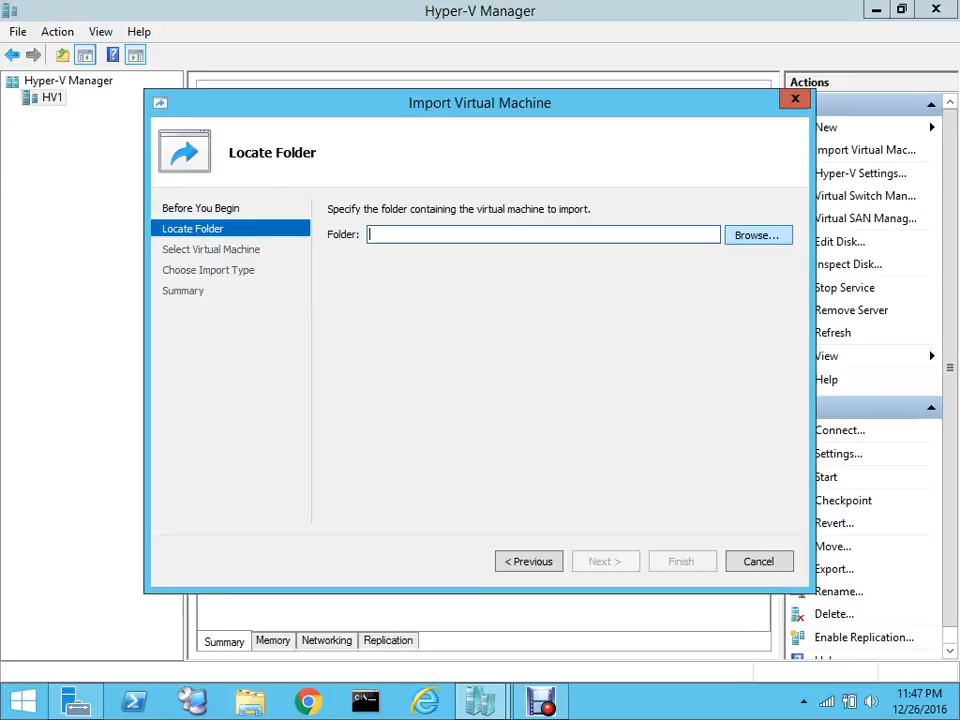 Hyper-V Manager
File Action View Help
Hyper-V Manager
HV1
Actions
New
Import Virtual Mac...
Hyper-V Settings...
Virtual Switch Man...
Virtual SAN Manag...
Edit Disk...
Inspect Disk...
Stop Service
Remove Server
Refresh
View
Help
Connect...
Settings...
Start
Checkpoint
Revert...
Move...
Export...
Rename...
Delete...
Enable Replication...
Import Virtual Machine
x
Locate Folder
Before You Begin
Locate Folder
Select Virtual Machine
Choose Import Type
Summary
Specify the folder containing the virtual machine to import.
Folder:
Browse...
< Previous
Next >
Finish
Cancel
Summary Memory Networking Replication
11:47 PM
12/26/2016